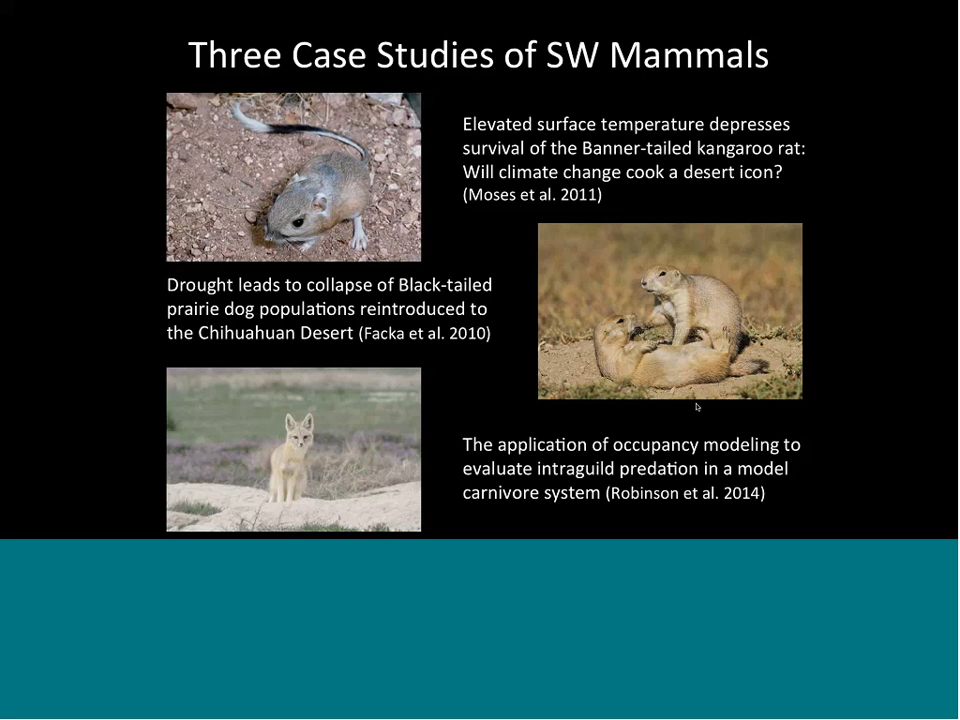 Three Case Studies of SW Mammals
Elevated surface temperature depresses
survival of the Banner-tailed kangaroo rat:
Will climate change cook a desert icon?
(Moses et al. 2011)
Drought leads to collapse of Black-tailed
prairie dog populations reintroduced to
the Chihuahuan Desert (Facka et al. 2010)
The application of occupancy modeling to
evaluate intraguild predation in a model
carnivore system (Robinson et al. 2014)